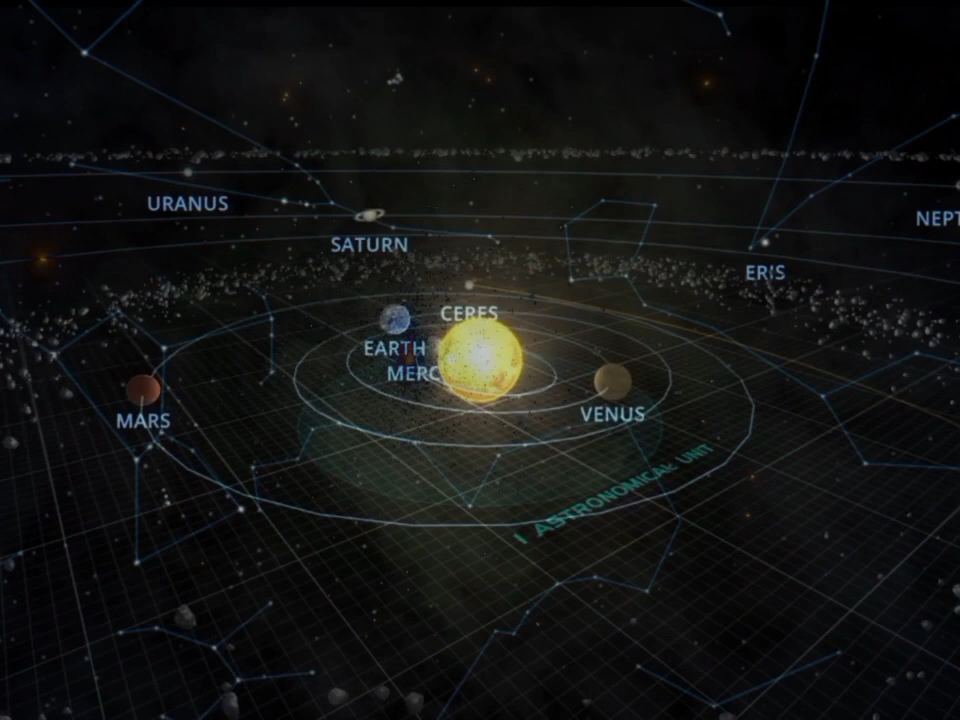 URANUS
NEPT
SATURN
ERIS
CERES
EARTH
MERC
MARS
VENUS
1 ASTRONOMICAL UNIT